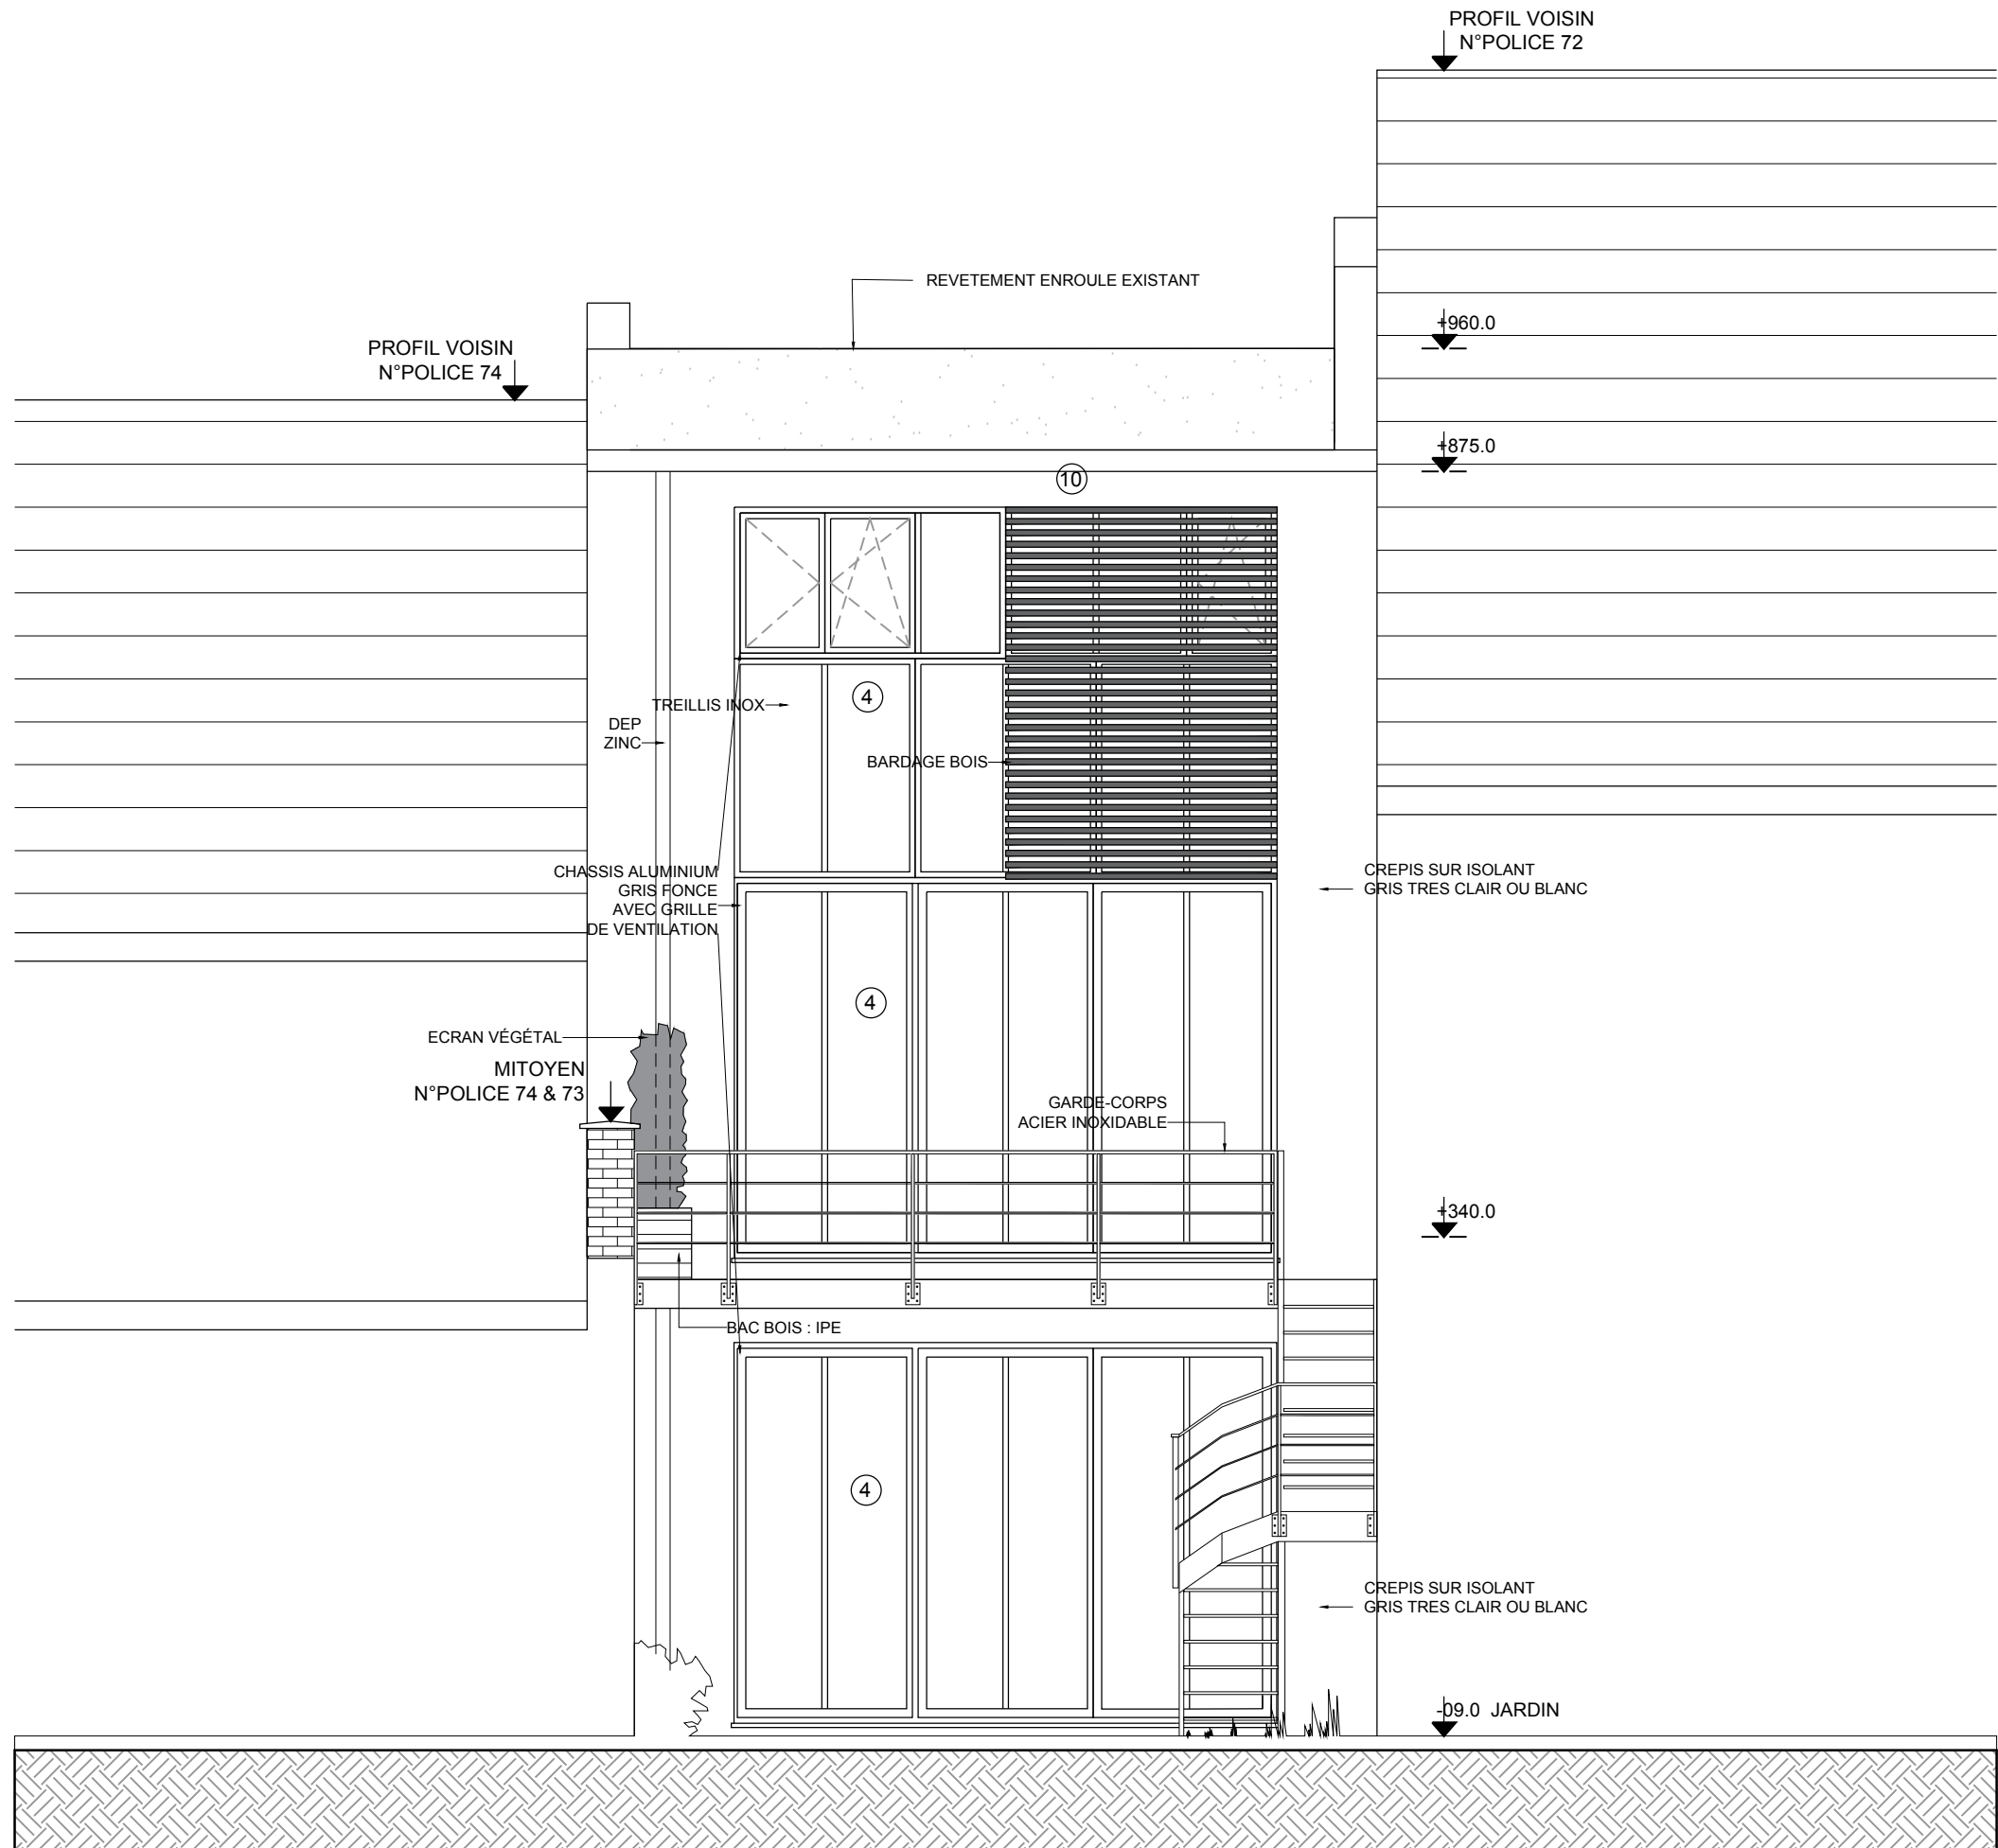 PROFIL VOISIN
N°POLICE 72
REVETEMENT ENROULE EXISTANT
+960.0
PROFIL VOISIN
N°POLICE 74
+875.0
10
4
TREILLIS INOX
DEP
ZINC
BARDAGE BOIS
CHASSIS ALUMINIUM
GRIS FONCE
AVEC GRILLE
DE VENTILATION
CREPIS SUR ISOLANT
GRIS TRES CLAIR OU BLANC
4
ECRAN VÉGÉTAL
MITOYEN
N°POLICE 74 & 73
GARDE-CORPS
ACIER INOXIDABLE
+340.0
BAC BOIS : IPE
4
CREPIS SUR ISOLANT
GRIS TRES CLAIR OU BLANC
-09.0 JARDIN